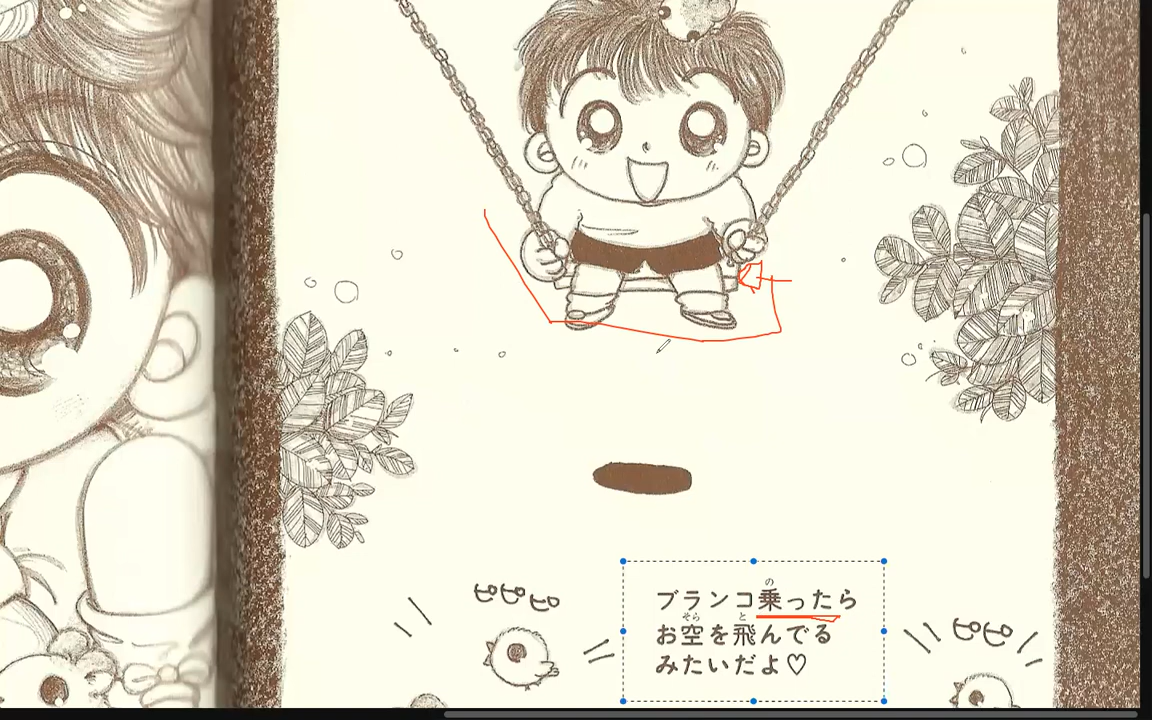 ピピピ
ブランコ乗ったら
お空を飛んでる
みたいだよ♡
ピピ